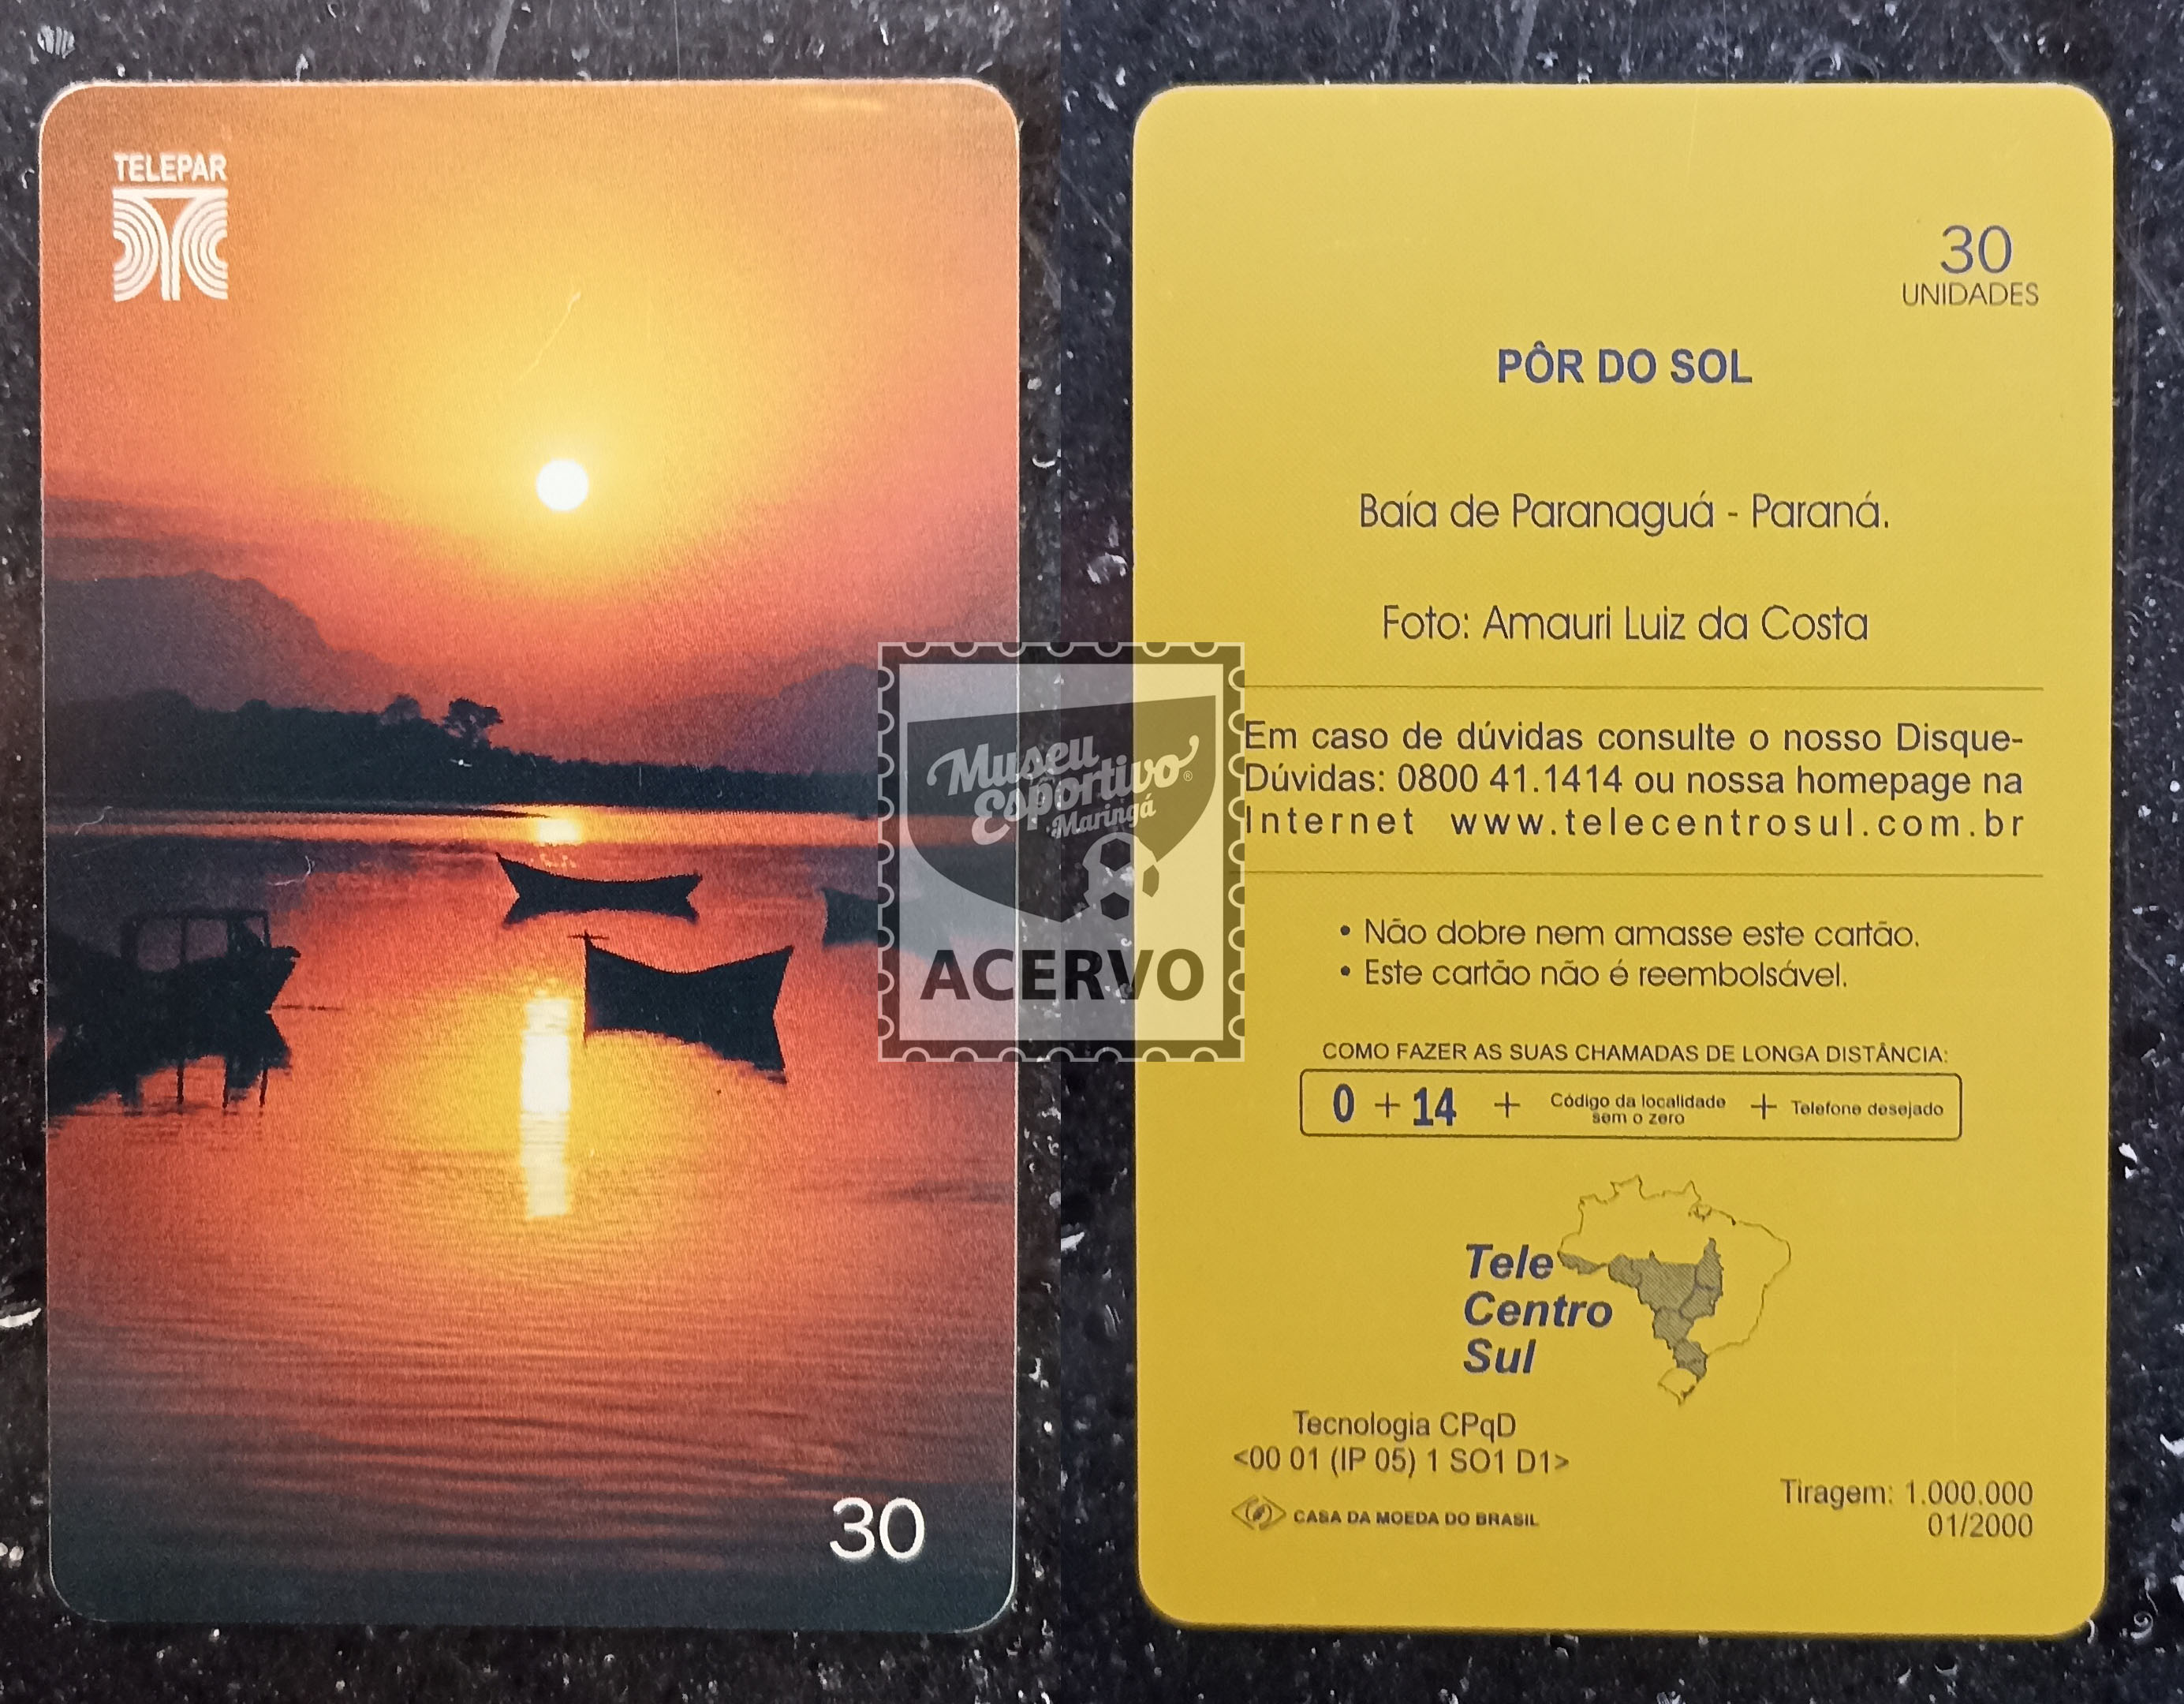 TELEPAR
30
30
UNIDADES
PÔR DO SOL
Baía de Paranaguá - Paraná.
Foto: Amauri Luiz da Costa
Em caso de dúvidas consulte o nosso Disque-
Dúvidas: 0800 41.1414 ou nossa homepage na
Internet www.telecentrosul.com.br
• Não dobre nem amasse este cartão.
• Este cartão não é reembolsável.
COMO FAZER AS SUAS CHAMADAS DE LONGA DISTÂNCIA:
0 + 14 + Código da localidade sem o zero + Telefone desejado
Tele
Centro
Sul
Tecnologia CPqD
<00 01 (IP 05) 1 SO1 D1>
CASA DA MOEDA DO BRASIL
Tiragem: 1.000.000
01/2000
Museu
Esportivo®
Maringá
ACERVO